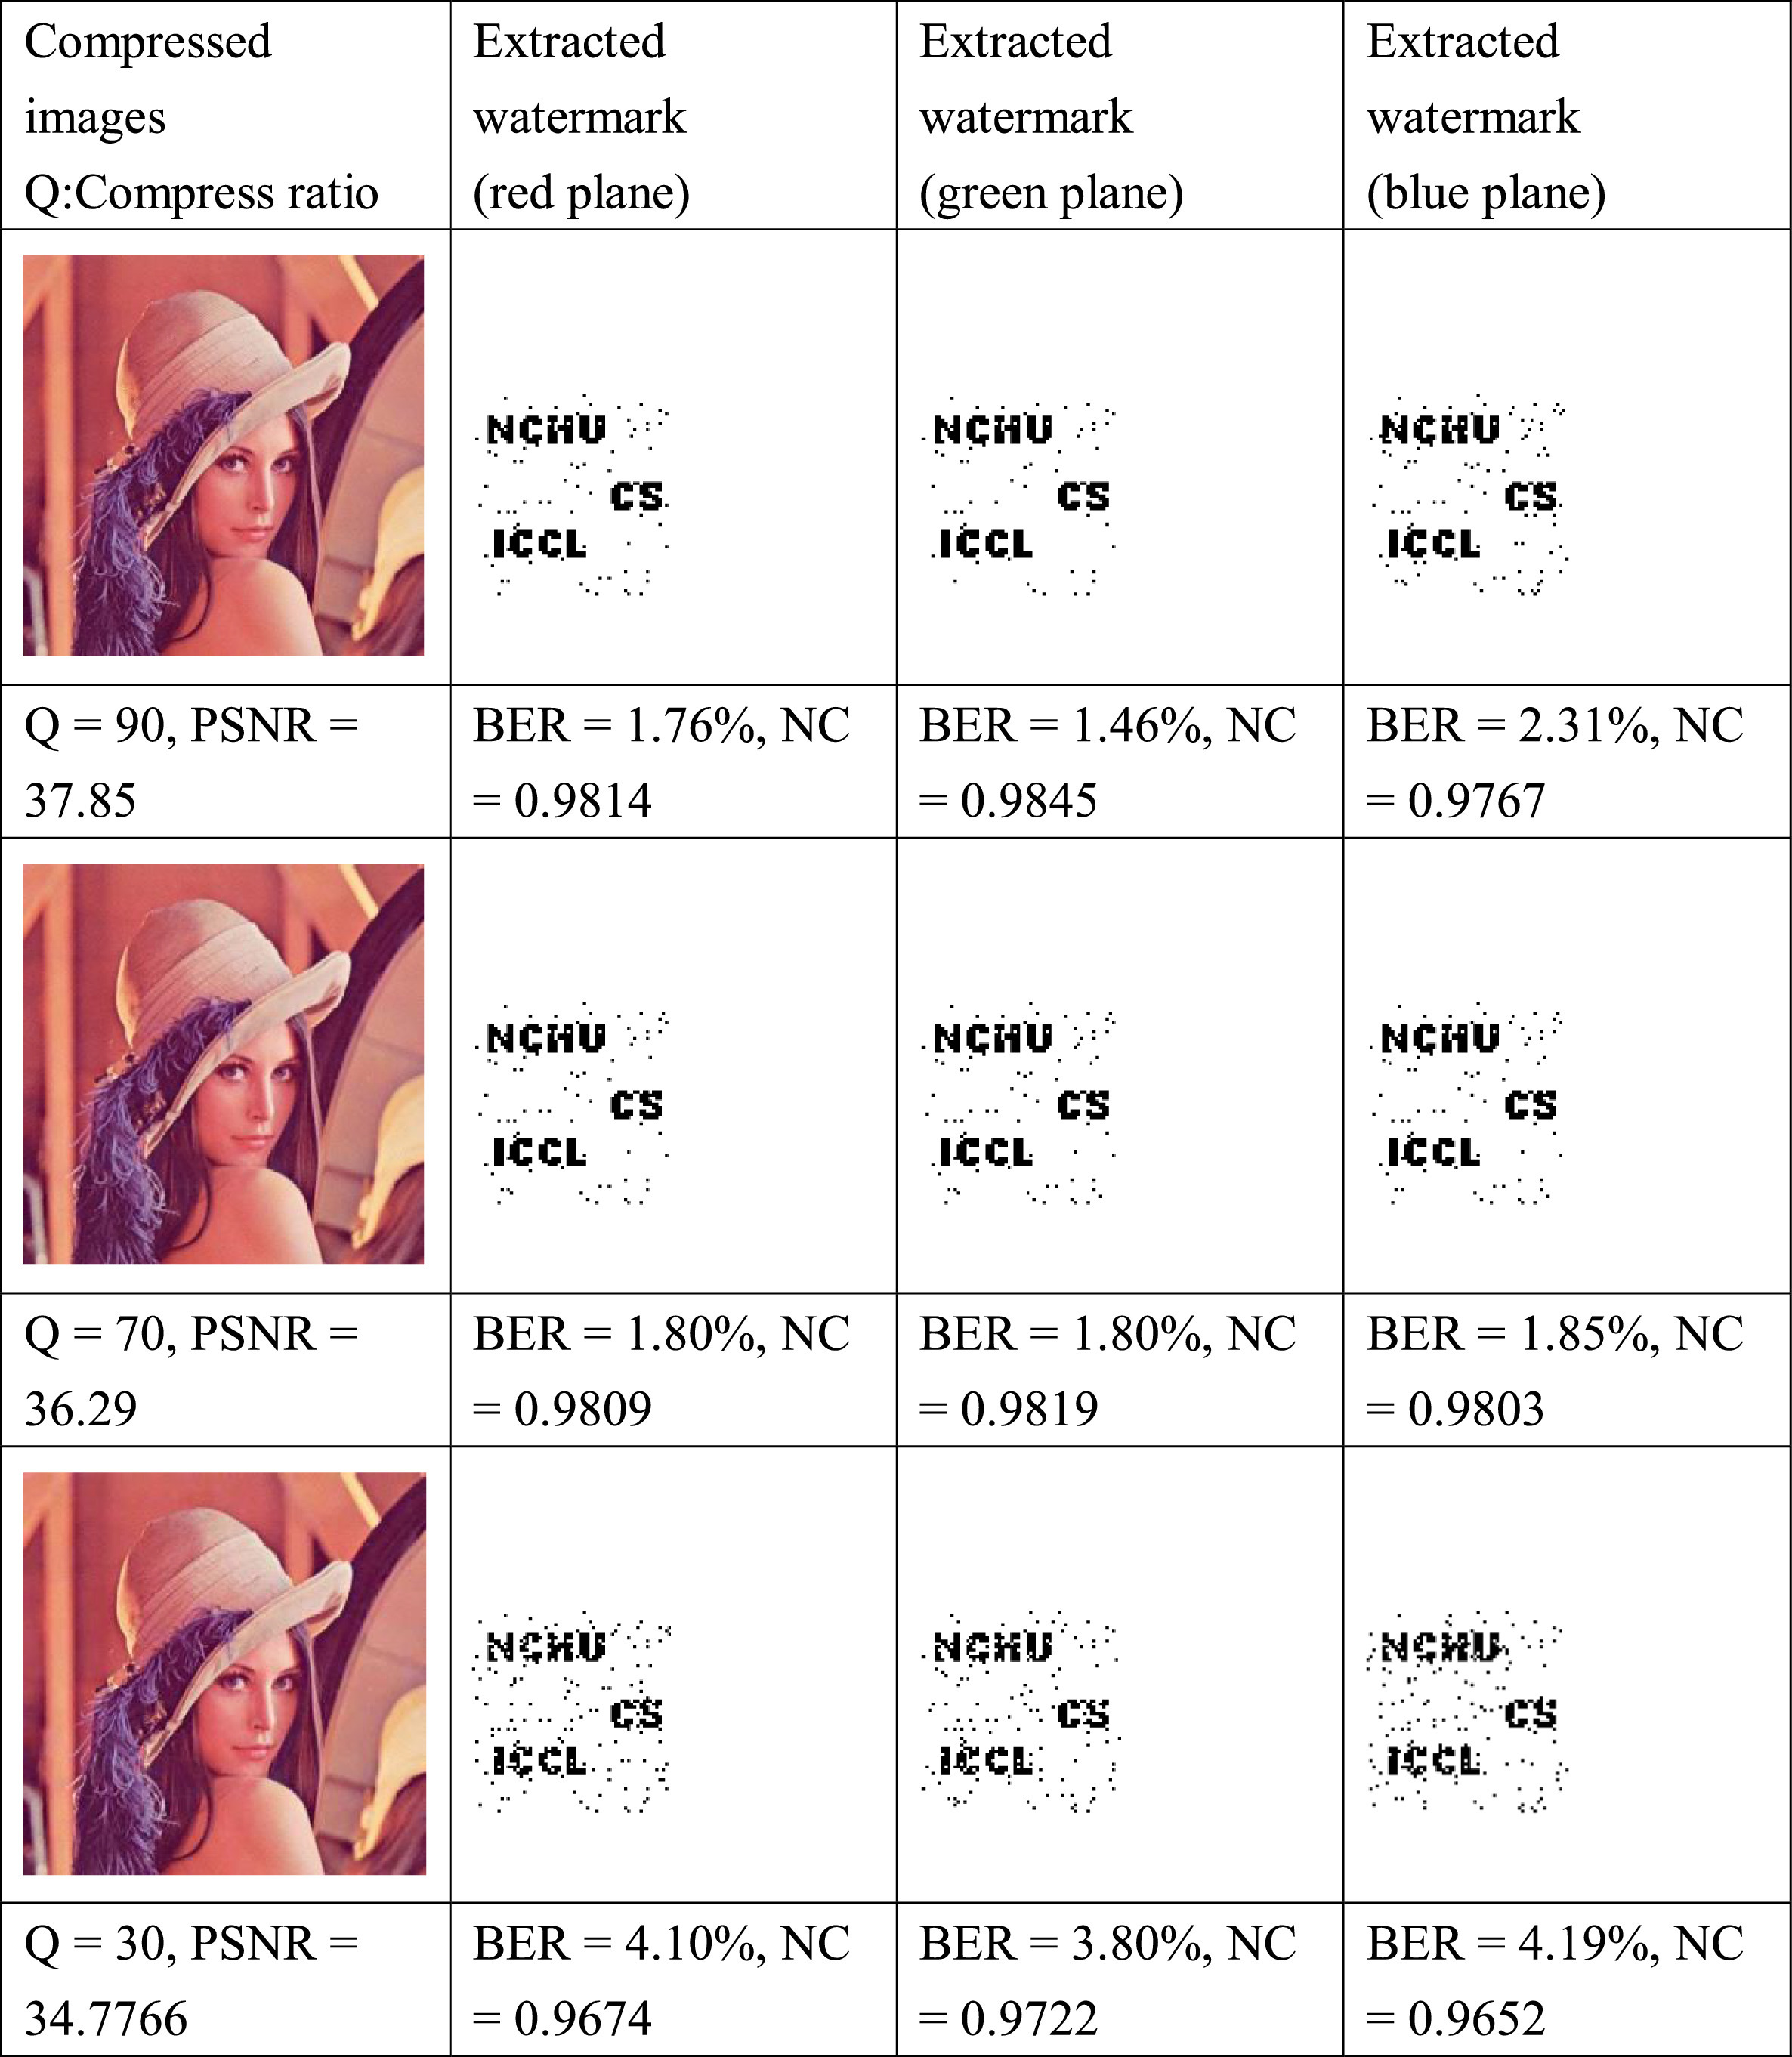 Compressed
images
Q:Compress ratio
Extracted
watermark
(red plane)
Extracted
watermark
(green plane)
Extracted
watermark
(blue plane)
NCHU
CS
ICCL
NCHU
CS
ICCL
NCHU
CS
ICCL
Q = 90, PSNR =
37.85
BER = 1.76%, NC
= 0.9814
BER = 1.46%, NC
= 0.9845
BER = 2.31%, NC
= 0.9767
NCHU
CS
ICCL
NCHU
CS
ICCL
NCHU
CS
ICCL
Q = 70, PSNR =
36.29
BER = 1.80%, NC
= 0.9809
BER = 1.80%, NC
= 0.9819
BER = 1.85%, NC
= 0.9803
NCHU
CS
ICCL
NCHU
CS
ICCL
NCHU
CS
ICCL
Q = 30, PSNR =
34.7766
BER = 4.10%, NC
= 0.9674
BER = 3.80%, NC
= 0.9722
BER = 4.19%, NC
= 0.9652